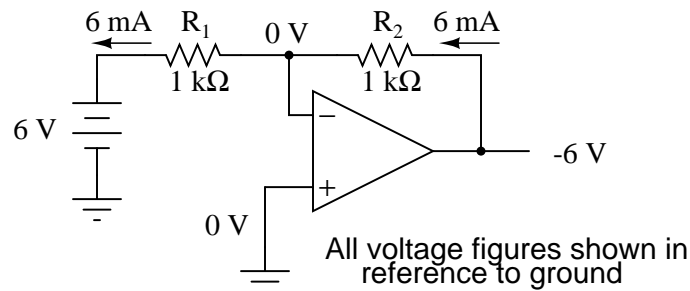 6 mA R1 0 V R2 6 mA
1 kΩ 1 kΩ
6 V
−
-6 V
+
0 V
All voltage figures shown in
reference to ground